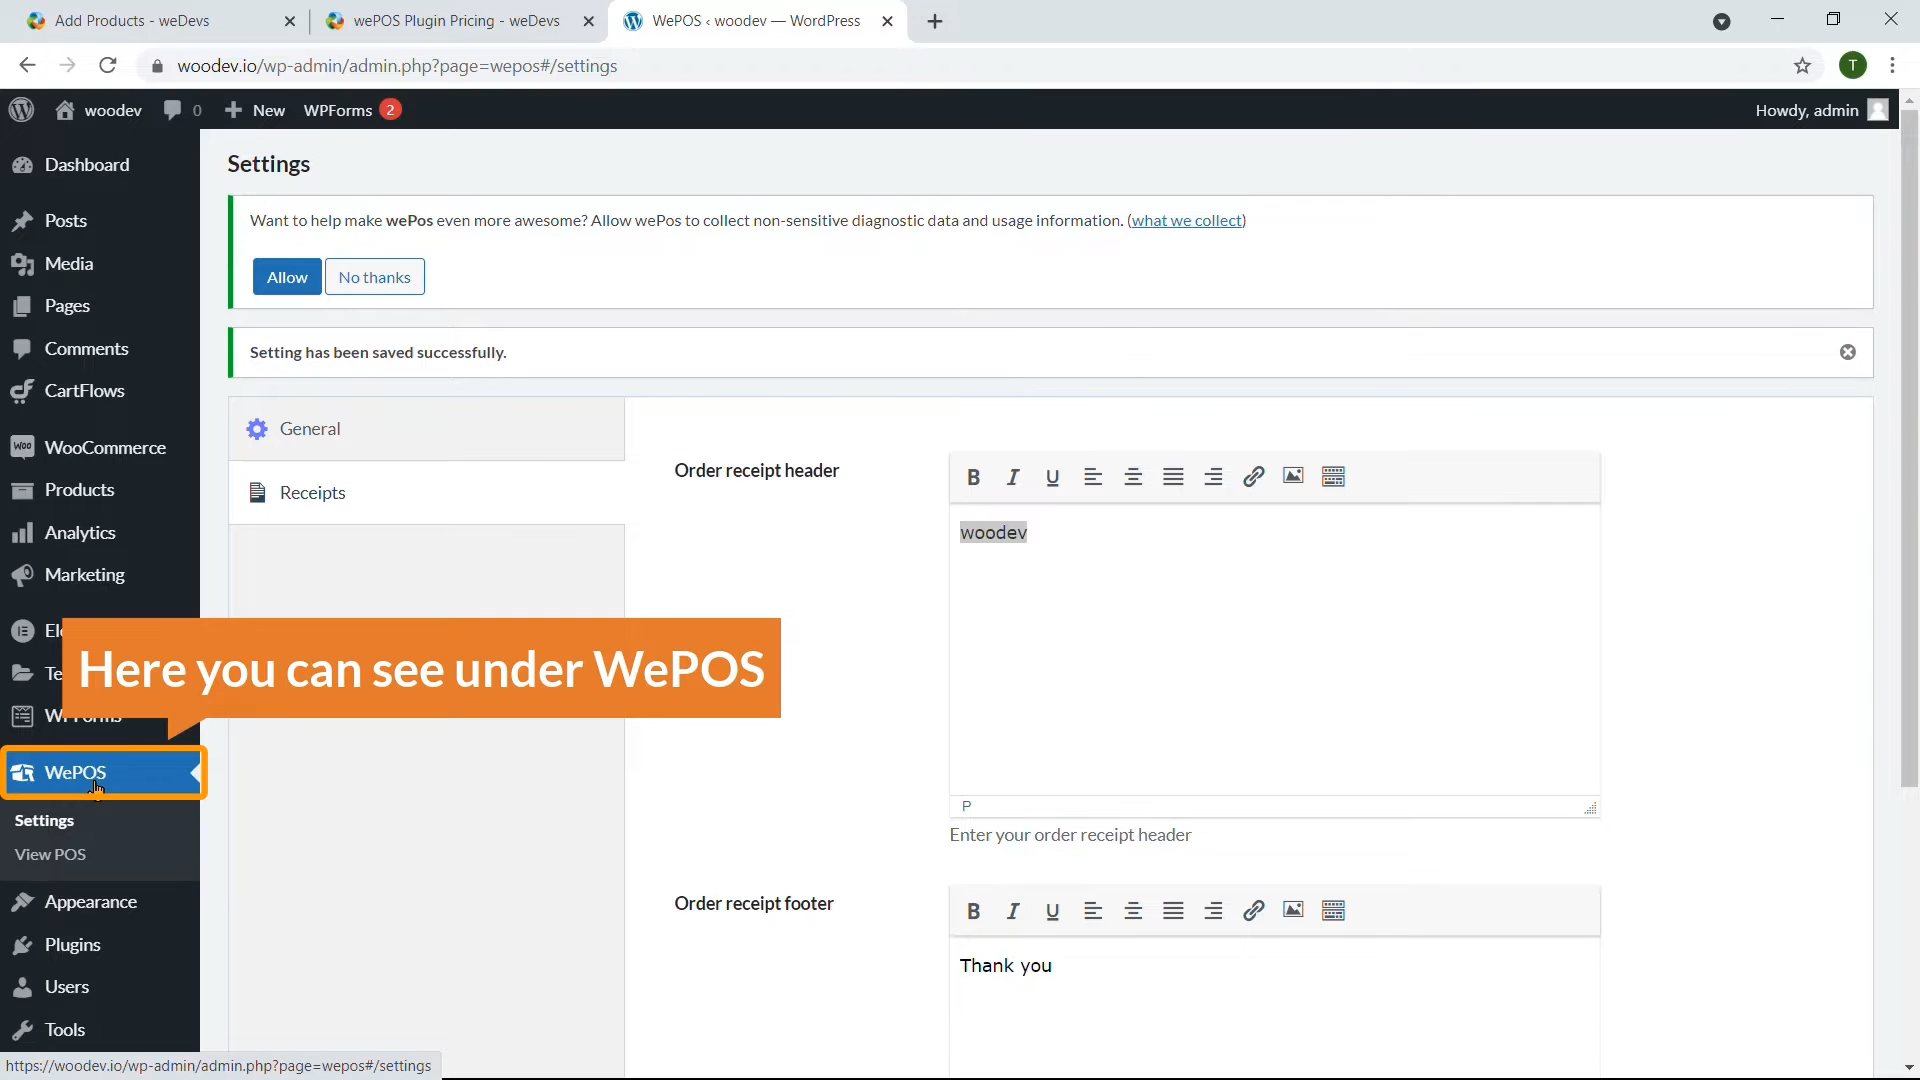 Add Products - weDevs
wePOS Plugin Pricing - weDevs
WePOS ‹ woodev — WordPress
woodev.io/wp-admin/admin.php?page=wepos#/settings
T
woodev
0
New
WPForms 2
Howdy, admin
Dashboard
Posts
Media
Pages
Comments
CartFlows
WooCommerce
Products
Analytics
Marketing
Here you can see under WePOS
WPForms
WePOS
Settings
View POS
Appearance
Plugins
Users
Tools
https://woodev.io/wp-admin/admin.php?page=wepos#/settings
Settings
Want to help make wePos even more awesome? Allow wePos to collect non-sensitive diagnostic data and usage information. (what we collect)
Allow
No thanks
Setting has been saved successfully.
General
Receipts
Order receipt header
B I U
woodev
P
Enter your order receipt header
Order receipt footer
B I U
Thank you